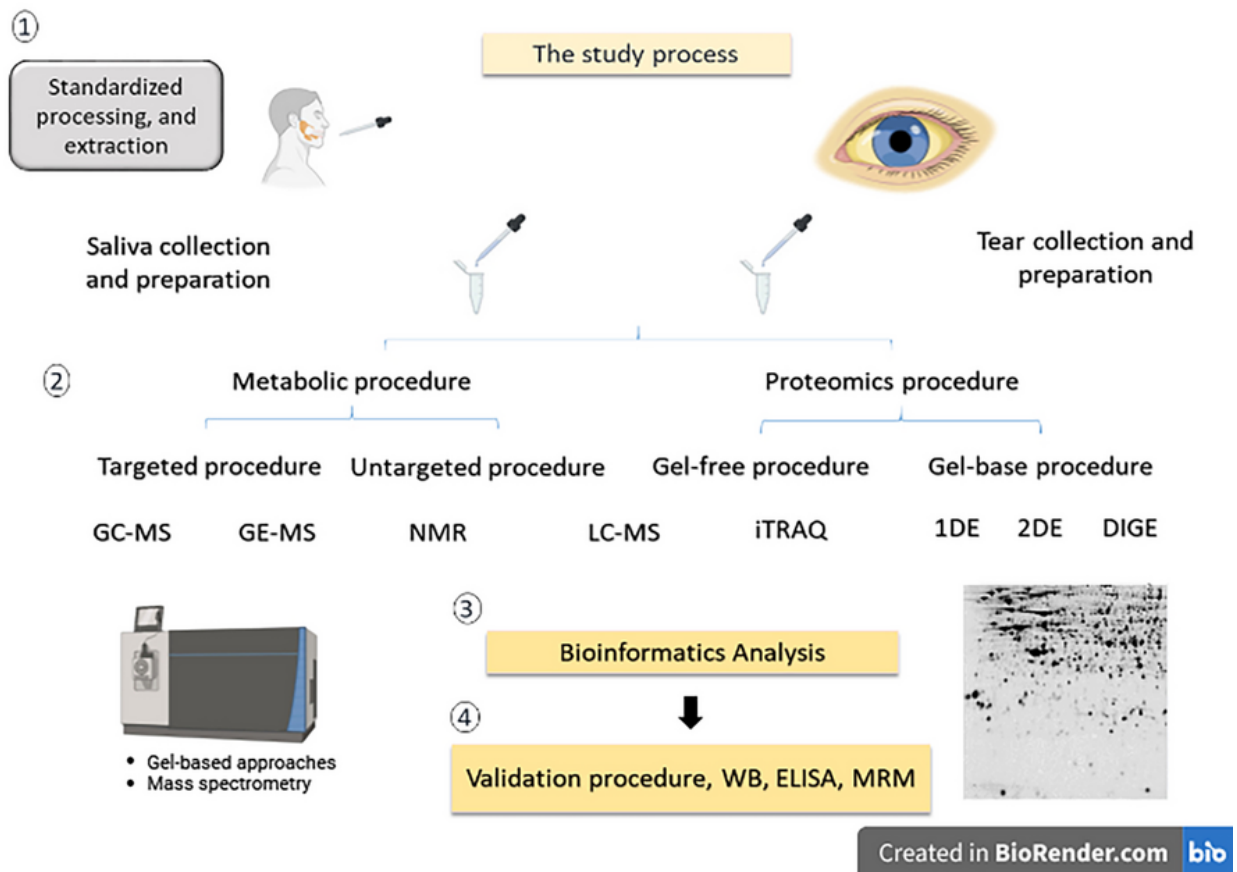 ①
The study process
Standardized
processing, and
extraction
Saliva collection
and preparation
Tear collection and
preparation
②
Metabolic procedure
Proteomics procedure
Targeted procedure
Untargeted procedure
Gel-free procedure
Gel-base procedure
GC-MS
GE-MS
NMR
LC-MS
iTRAQ
1DE
2DE
DIGE
③
Bioinformatics Analysis
④
Validation procedure, WB, ELISA, MRM
• Gel-based approaches
• Mass spectrometry
Created in BioRender.com bio